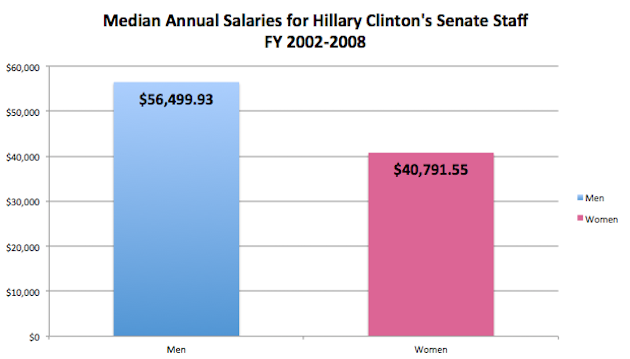 Median Annual Salaries for Hillary Clinton's Senate Staff
FY 2002-2008
$60,000
$50,000
$40,000
$30,000
$20,000
$10,000
$0
$56,499.93
$40,791.55
Men
Women
Men
Women